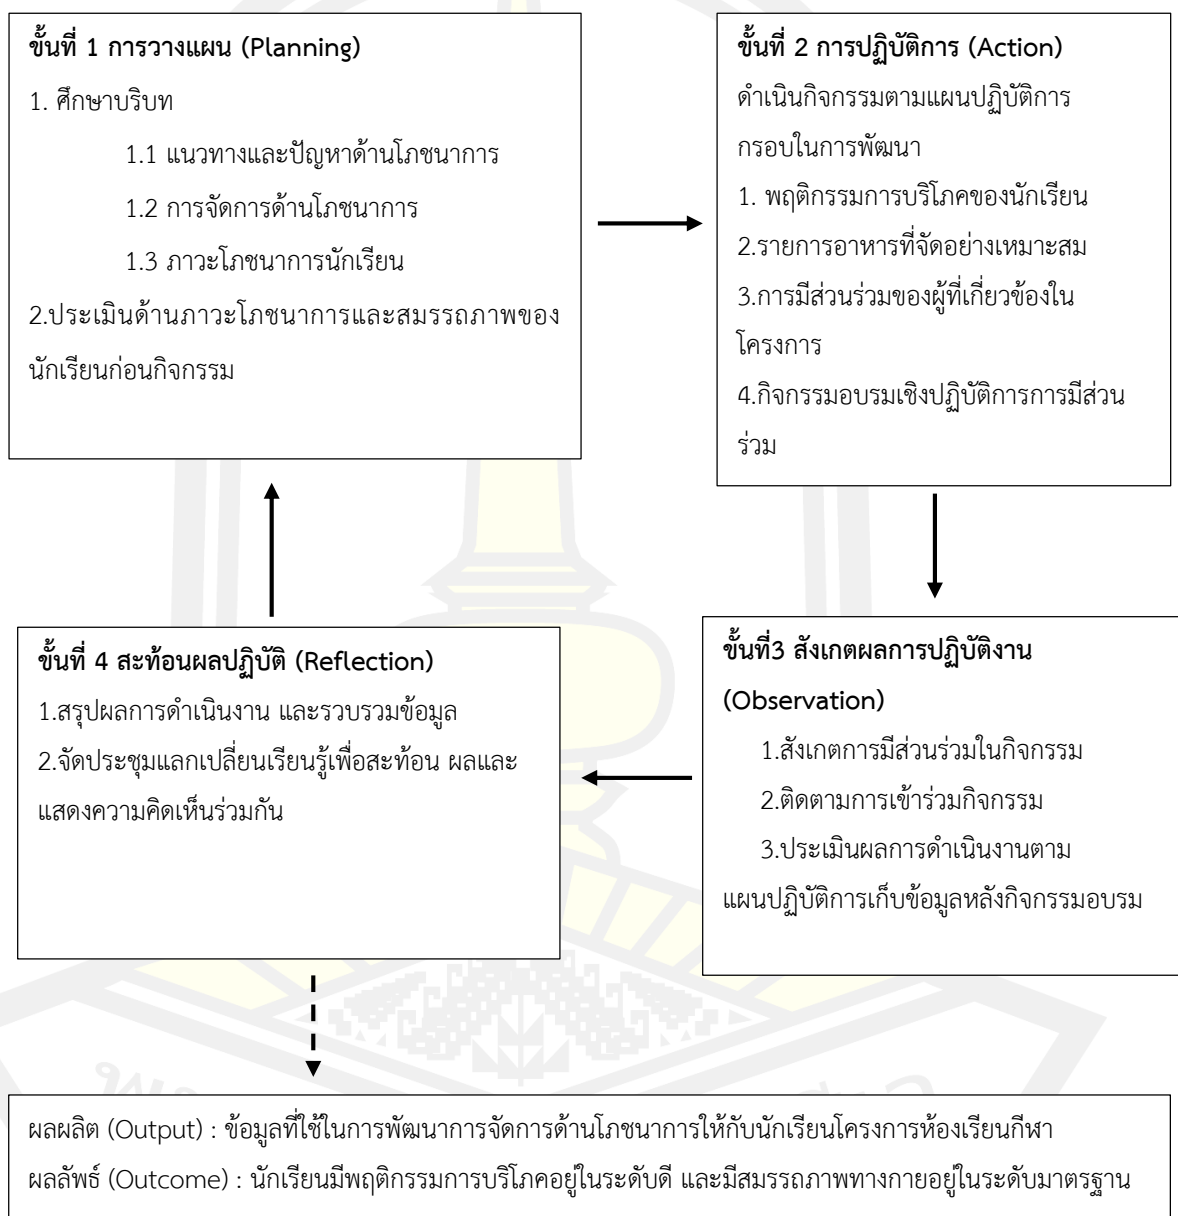 ขั้นที่ 1 การวางแผน (Planning)
1. ศึกษาบริบท
1.1 แนวทางและปัญหาด้านโภชนาการ
1.2 การจัดการด้านโภชนาการ
1.3 ภาวะโภชนาการนักเรียน
2.ประเมินด้านภาวะโภชนาการและสมรรถภาพของ
นักเรียนก่อนกิจกรรม
ขั้นที่ 2 การปฏิบัติการ (Action)
ดำเนินกิจกรรมตามแผนปฏิบัติการ
กรอบในการพัฒนา
1. พฤติกรรมการบริโภคของนักเรียน
2.รายการอาหารที่จัดอย่างเหมาะสม
3.การมีส่วนร่วมของผู้ที่เกี่ยวข้องใน
โครงการ
4.กิจกรรมอบรมเชิงปฏิบัติการการมีส่วน
ร่วม
ขั้นที่3 สังเกตผลการปฏิบัติงาน
(Observation)
1.สังเกตการมีส่วนร่วมในกิจกรรม
2.ติดตามการเข้าร่วมกิจกรรม
3.ประเมินผลการดำเนินงานตาม
แผนปฏิบัติการเก็บข้อมูลหลังกิจกรรมอบรม
ขั้นที่ 4 สะท้อนผลปฏิบัติ (Reflection)
1.สรุปผลการดำเนินงาน และรวบรวมข้อมูล
2.จัดประชุมแลกเปลี่ยนเรียนรู้เพื่อสะท้อน ผลและ
แสดงความคิดเห็นร่วมกัน
ผลผลิต (Output) : ข้อมูลที่ใช้ในการพัฒนาการจัดการด้านโภชนาการให้กับนักเรียนโครงการห้องเรียนกีฬา
ผลลัพธ์ (Outcome) : นักเรียนมีพฤติกรรมการบริโภคอยู่ในระดับดี และมีสมรรถภาพทางกายอยู่ในระดับมาตรฐาน